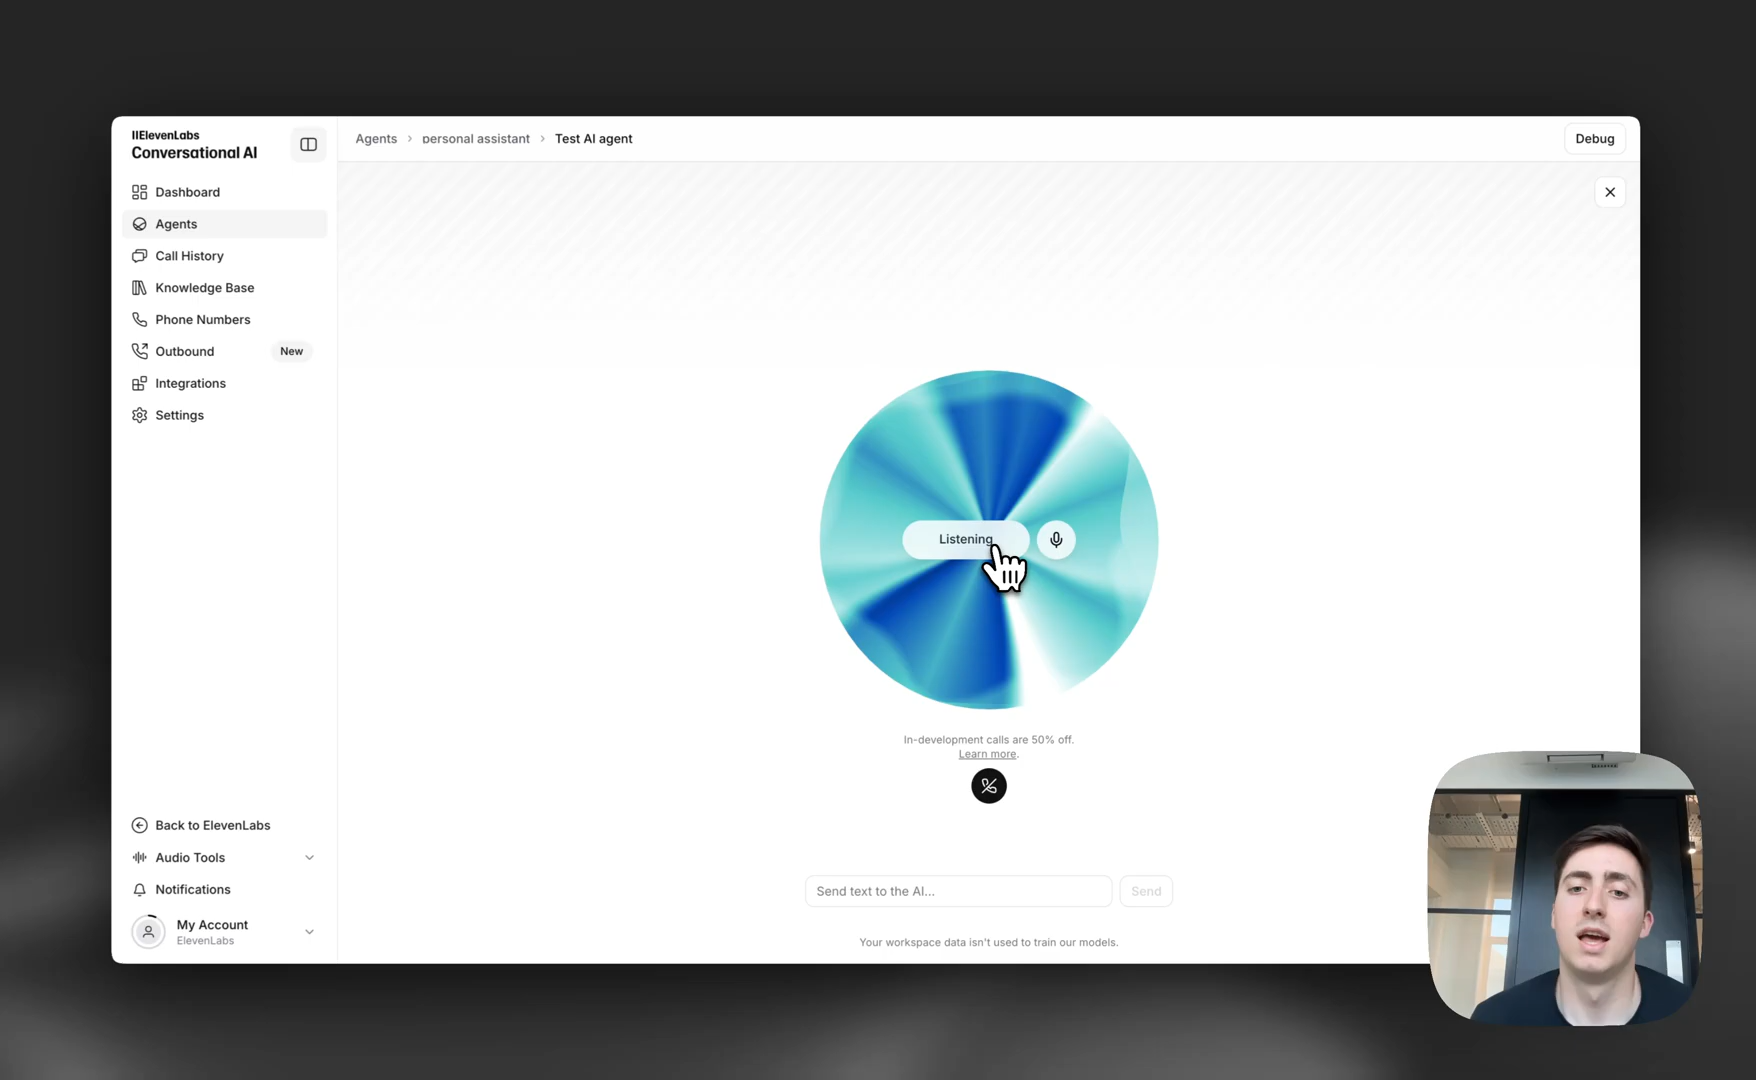 IIElevenLabs
Conversational AI
Dashboard
Agents
Call History
Knowledge Base
Phone Numbers
Outbound New
Integrations
Settings
Back to ElevenLabs
Audio Tools
Notifications
My Account
ElevenLabs
Agents > personal assistant > Test AI agent
Debug
Listening
In-development calls are 50% off.
Learn more.
Send text to the AI...
Send
Your workspace data isn't used to train our models.